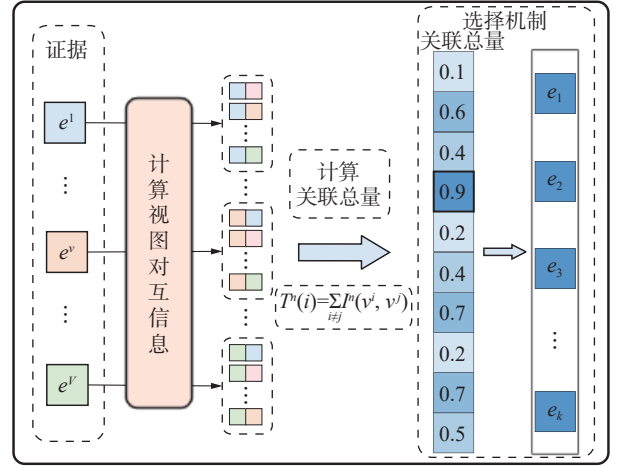 证据
e¹
⋮
eᵛ
⋮
eⱽ
计算视图对互信息
⋮
⋮
⋮
⋮
⋮
计算
关联总量
Tⁿ(i)=∑Iⁿ(vⁱ, vʲ)
i≠j
选择机制
关联总量
0.1
0.6
0.4
0.9
0.2
0.4
0.7
0.2
0.7
0.5
e₁
e₂
e₃
⋮
eₖ